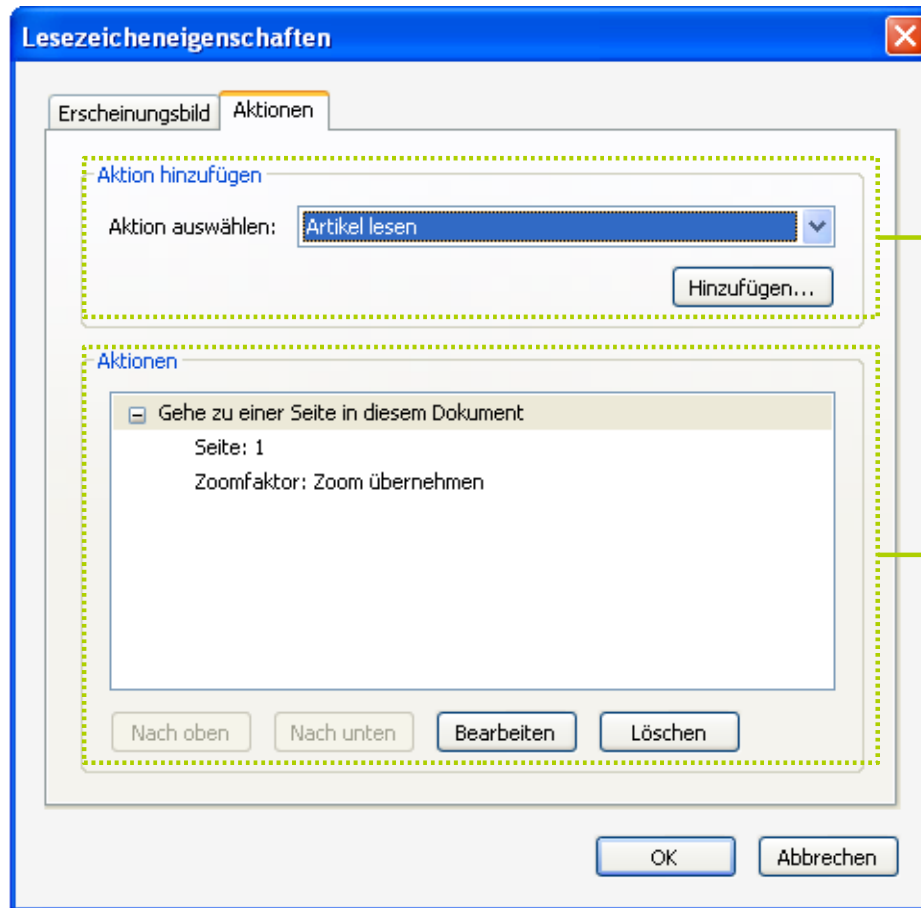 Lesezeicheneigenschaften
Erscheinungsbild Aktionen
Aktion hinzufügen
Aktion auswählen: Artikel lesen
Hinzufügen...
Aktionen
Gehe zu einer Seite in diesem Dokument
Seite: 1
Zoomfaktor: Zoom übernehmen
Nach oben Nach unten Bearbeiten Löschen
OK Abbrechen